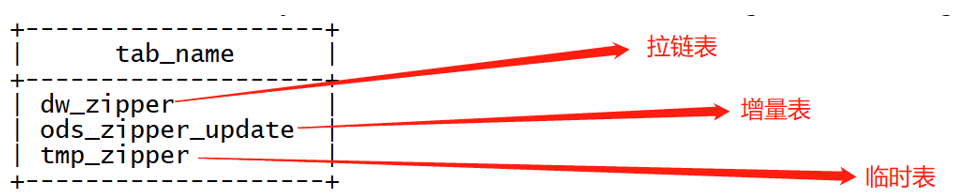 tab_name
拉链表
dw_zipper
ods_zipper_update
增量表
tmp_zipper
临时表